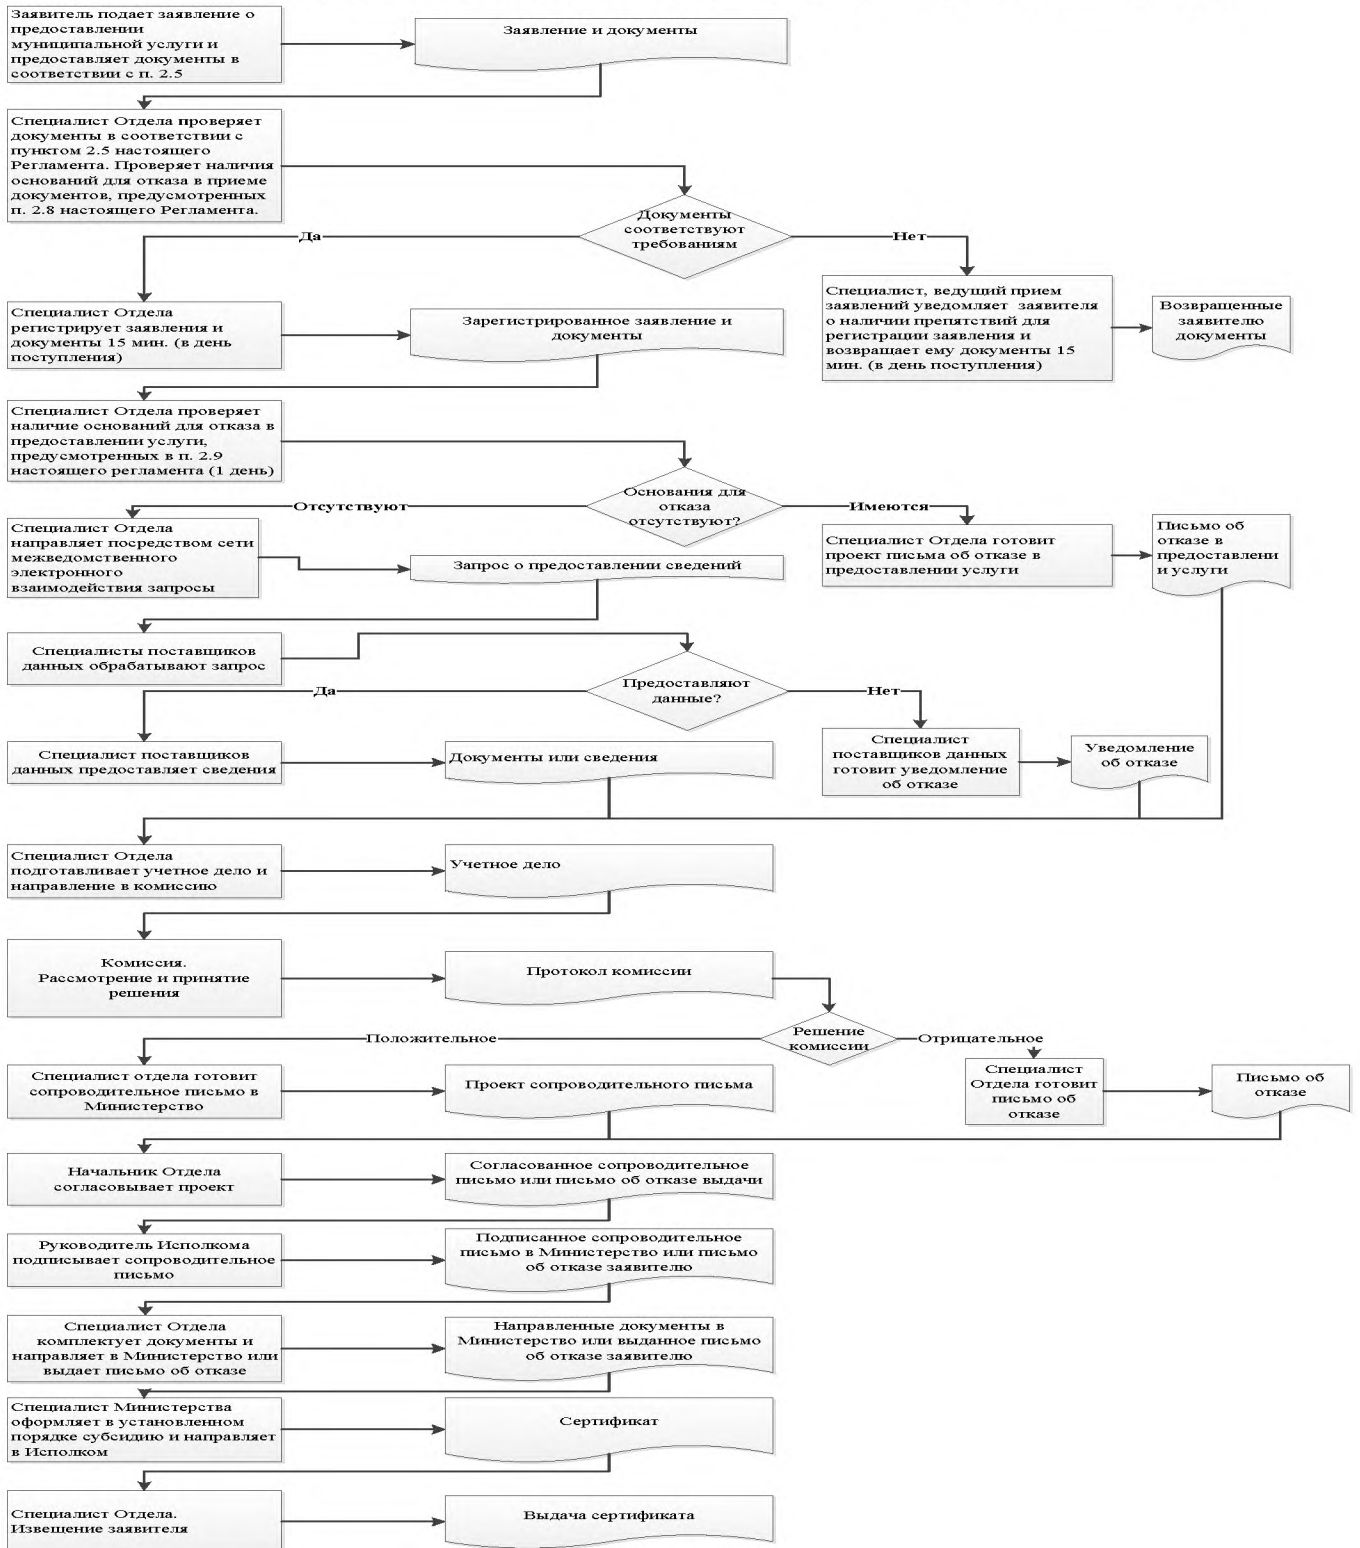 Заявитель подает заявление о
предоставлении
муниципальной услуги и
предоставляет документы в
соответствии с п. 2.5
Заявление и документы
Специалист Отдела проверяет
документы в соответствии с
пунктом 2.5 настоящего
Регламента. Проверяет наличия
оснований для отказа в приеме
документов, предусмотренных
п. 2.8 настоящего Регламента.
Документы
соответствуют
требованиям
Да
Нет
Специалист Отдела
регистрирует заявления и
документы 15 мин. (в день
поступления)
Зарегистрированное заявление и
документы
Специалист, ведущий прием
заявлений уведомляет заявителя
о наличии препятствий для
регистрации заявления и
возвращает ему документы 15
мин. (в день поступления)
Возвращенные
заявителю
документы
Специалист Отдела проверяет
наличие оснований для отказа в
предоставлении услуги,
предусмотренных в п. 2.9
настоящего регламента (1 день)
Основания для
отказа
отсутствуют?
Отсутствуют
Имеются
Специалист Отдела
направляет посредством сети
межведомственного
электронного
взаимодействия запросы
Запрос о предоставлении сведений
Специалист Отдела готовит
проект письма об отказе в
предоставлении услуги
Письмо об
отказе в
предоставлени
и услуги
Специалисты поставщиков
данных обрабатывают запрос
Предоставляют
данные?
Да
Нет
Специалист поставщиков
данных предоставляет сведения
Документы или сведения
Специалист
поставщиков данных
готовит уведомление
об отказе
Уведомление
об отказе
Специалист Отдела
подготавливает учетное дело и
направление в комиссию
Учетное дело
Комиссия.
Рассмотрение и принятие
решения
Протокол комиссии
Решение
комиссии
Положительное
Отрицательное
Специалист отдела готовит
сопроводительное письмо в
Министерство
Проект сопроводительного письма
Специалист
Отдела готовит
письмо об
отказе
Письмо об
отказе
Начальник Отдела
согласовывает проект
Согласованное сопроводительное
письмо или письмо об отказе выдачи
Руководитель Исполкома
подписывает сопроводительное
письмо
Подписанное сопроводительное
письмо в Министерство или письмо
об отказе заявителю
Специалист Отдела
комплектует документы и
направляет в Министерство или
выдает письмо об отказе
Направленные документы в
Министерство или выданное письмо
об отказе заявителю
Специалист Министерства
оформляет в установленном
порядке субсидию и направляет
в Исполком
Сертификат
Специалист Отдела.
Извещение заявителя
Выдача сертификата